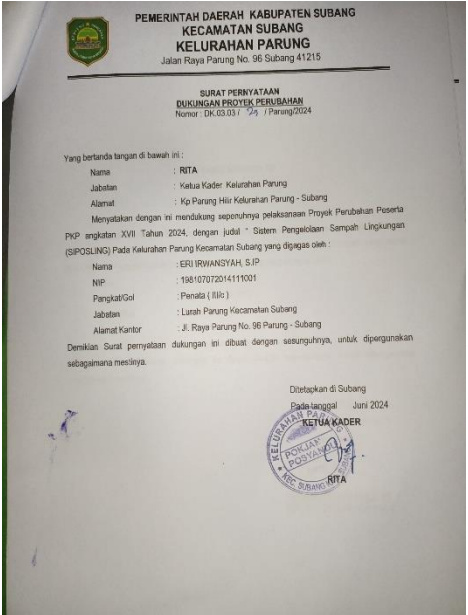 PEMERINTAH DAERAH KABUPATEN SUBANG
KECAMATAN SUBANG
KELURAHAN PARUNG
Jalan Raya Parung No. 96 Subang 41215
SURAT PERNYATAAN
DUKUNGAN PROYEK PERUBAHAN
Nomor : DK.03.03 / / Parung/2024
Yang bertanda tangan di bawah ini :
Nama : RITA
Jabatan : Ketua Kader Kelurahan Parung
Alamat : Kp Parung Hilir Kelurahan Parung - Subang
Menyatakan dengan ini mendukung sepenuhnya pelaksanaan Proyek Perubahan Peserta
PKP angkatan XVII Tahun 2024, dengan judul " Sistem Pengelolaan Sampah Lingkungan
(SIPOSLING) Pada Kelurahan Parung Kecamatan Subang yang digagas oleh :
Nama : ERI IRWANSYAH, S.IP
NIP : 198107072014111001
Pangkat/Gol : Penata ( III/c )
Jabatan : Lurah Parung Kecamatan Subang
Alamat Kantor : Jl. Raya Parung No. 96 Parung - Subang
Demikian Surat pernyataan dukungan ini dibuat dengan sesungguhnya, untuk dipergunakan
sebagaimana mestinya.
Ditetapkan di Subang
Pada tanggal Juni 2024
KETUA KADER
KELURAHAN PARUNG
POKJANAL
POSYANDU
KEC. SUBANG
RITA